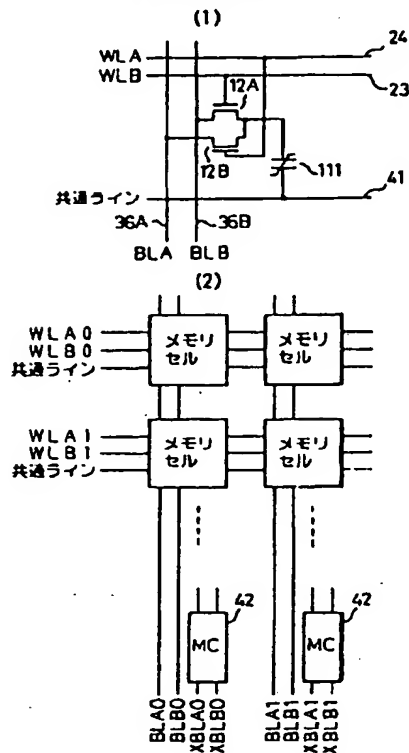 (1)
WLA
24
WLB
23
12A
12B
111
共通ライン
41
36A
36B
BLA
BLB
(2)
WLA0
WLB0
共通ライン
メモリ
セル
メモリ
セル
WLA1
WLB1
共通ライン
メモリ
セル
メモリ
セル
42
42
MC
MC
BLA0
BLB0
XBLA0
XBLB0
BLA1
BLB1
XBLA1
XBLB1